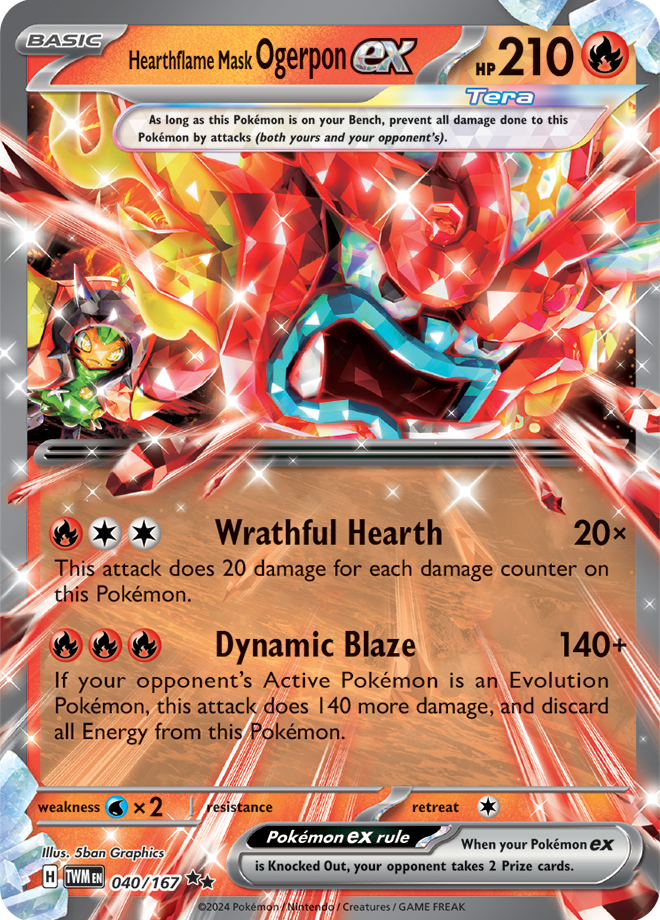 BASIC
Hearthflame Mask Ogerpon ex HP 210
Tera
As long as this Pokémon is on your Bench, prevent all damage done to this
Pokémon by attacks (both yours and your opponent's).
Wrathful Hearth 20×
This attack does 20 damage for each damage counter on
this Pokémon.
Dynamic Blaze 140+
If your opponent's Active Pokémon is an Evolution
Pokémon, this attack does 140 more damage, and discard
all Energy from this Pokémon.
weakness ×2 resistance retreat
Illus. 5ban Graphics
Pokémon ex rule When your Pokémon ex
is Knocked Out, your opponent takes 2 Prize cards.
H TWM EN 040/167 ★★
©2024 Pokémon / Nintendo / Creatures / GAME FREAK